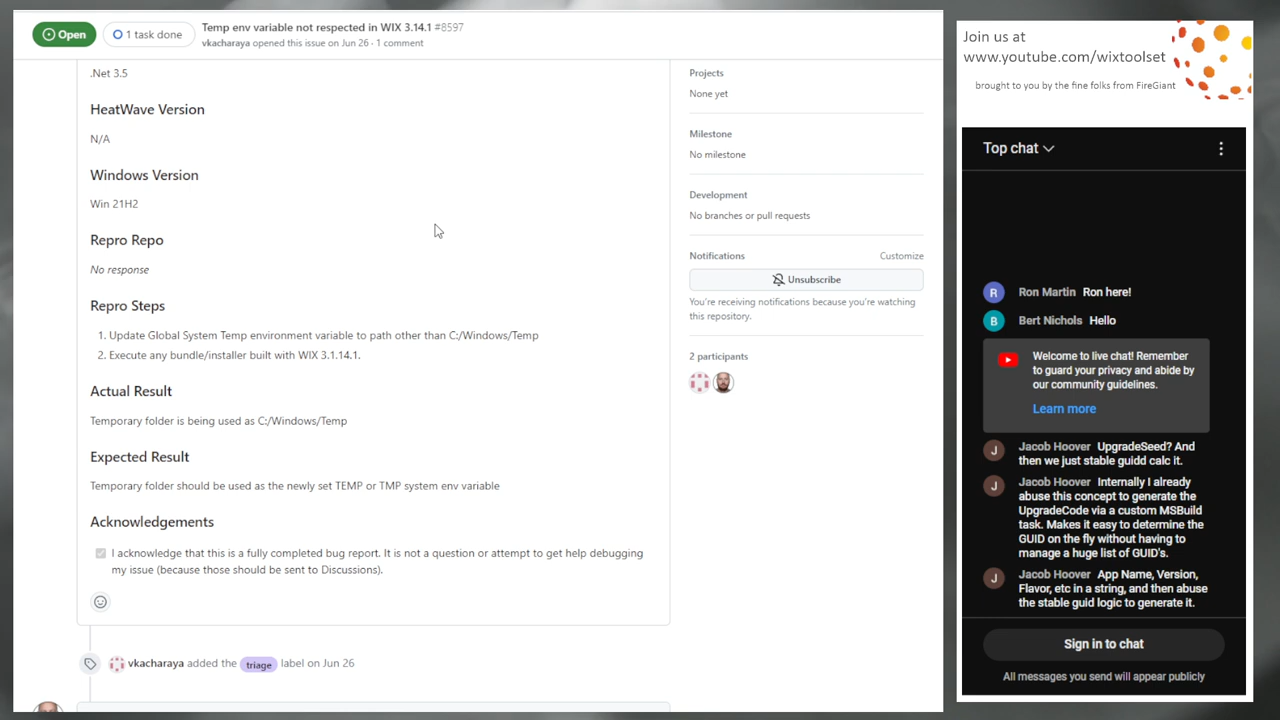 Open
1 task done
Temp env variable not respected in WIX 3.14.1 #8597
vkacharaya opened this issue on Jun 26 · 1 comment
.Net 3.5
HeatWave Version
N/A
Windows Version
Win 21H2
Repro Repo
No response
Repro Steps
1. Update Global System Temp environment variable to path other than C:/Windows/Temp
2. Execute any bundle/installer built with WIX 3.1.14.1.
Actual Result
Temporary folder is being used as C:/Windows/Temp
Expected Result
Temporary folder should be used as the newly set TEMP or TMP system env variable
Acknowledgements
I acknowledge that this is a fully completed bug report. It is not a question or attempt to get help debugging
my issue (because those should be sent to Discussions).
vkacharaya added the triage label on Jun 26
Projects
None yet
Milestone
No milestone
Development
No branches or pull requests
Notifications
Customize
Unsubscribe
You're receiving notifications because you're watching
this repository.
2 participants
Join us at
www.youtube.com/wixtoolset
brought to you by the fine folks from FireGiant
Top chat
R
Ron Martin Ron here!
B
Bert Nichols Hello
Welcome to live chat! Remember
to guard your privacy and abide by
our community guidelines.
Learn more
J
Jacob Hoover UpgradeSeed? And
then we just stable guidd calc it.
J
Jacob Hoover Internally I already
abuse this concept to generate the
UpgradeCode via a custom MSBuild
task. Makes it easy to determine the
GUID on the fly without having to
manage a huge list of GUID's.
J
Jacob Hoover App Name, Version,
Flavor, etc in a string, and then abuse
the stable guid logic to generate it.
Sign in to chat
All messages you send will appear publicly